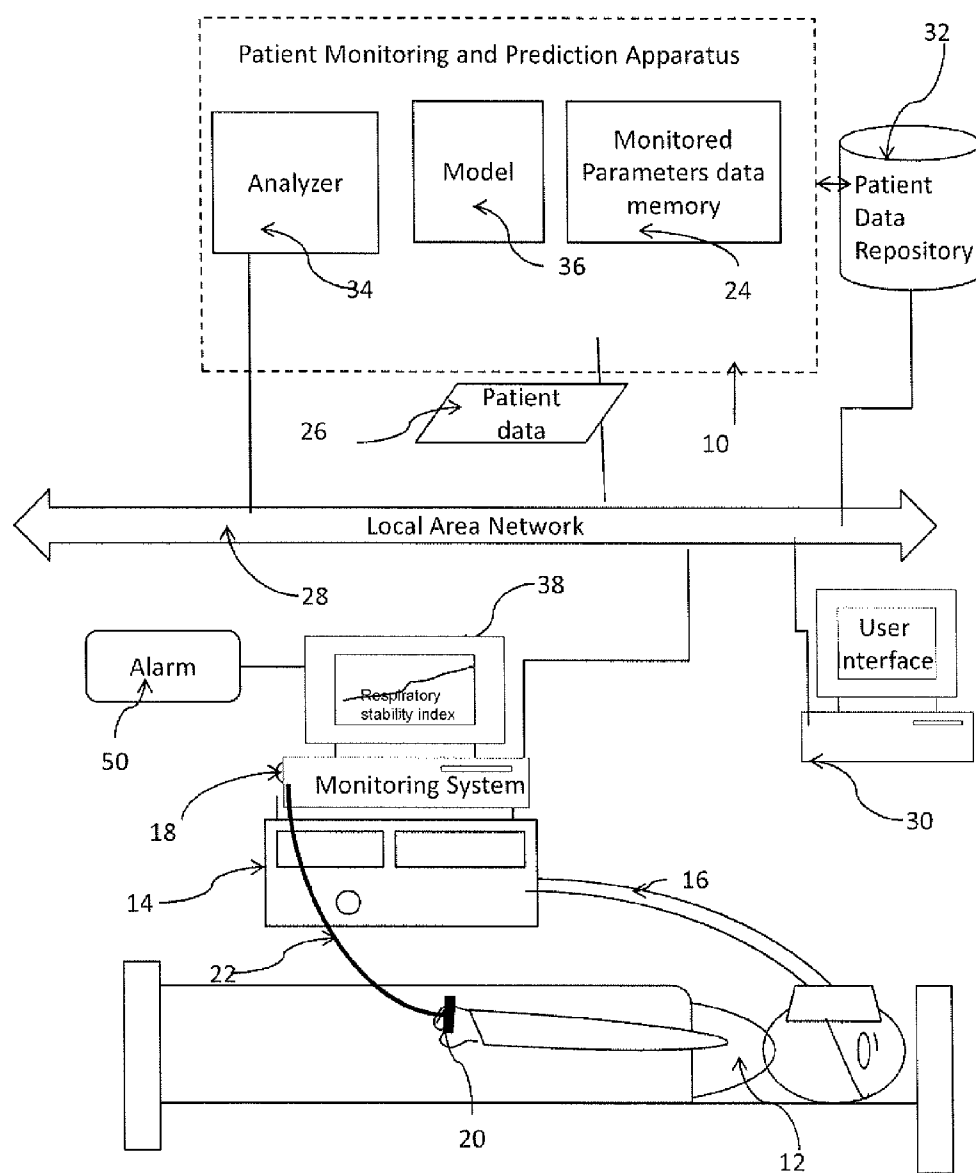 32
Patient Monitoring and Prediction Apparatus
Analyzer
Model
Monitored
Parameters data
memory
Patient
Data
Repository
34
36
24
26
Patient
data
10
Local Area Network
28
38
Alarm
User
Interface
Respiratory
stability index
50
Monitoring System
18
30
14
16
22
20
12